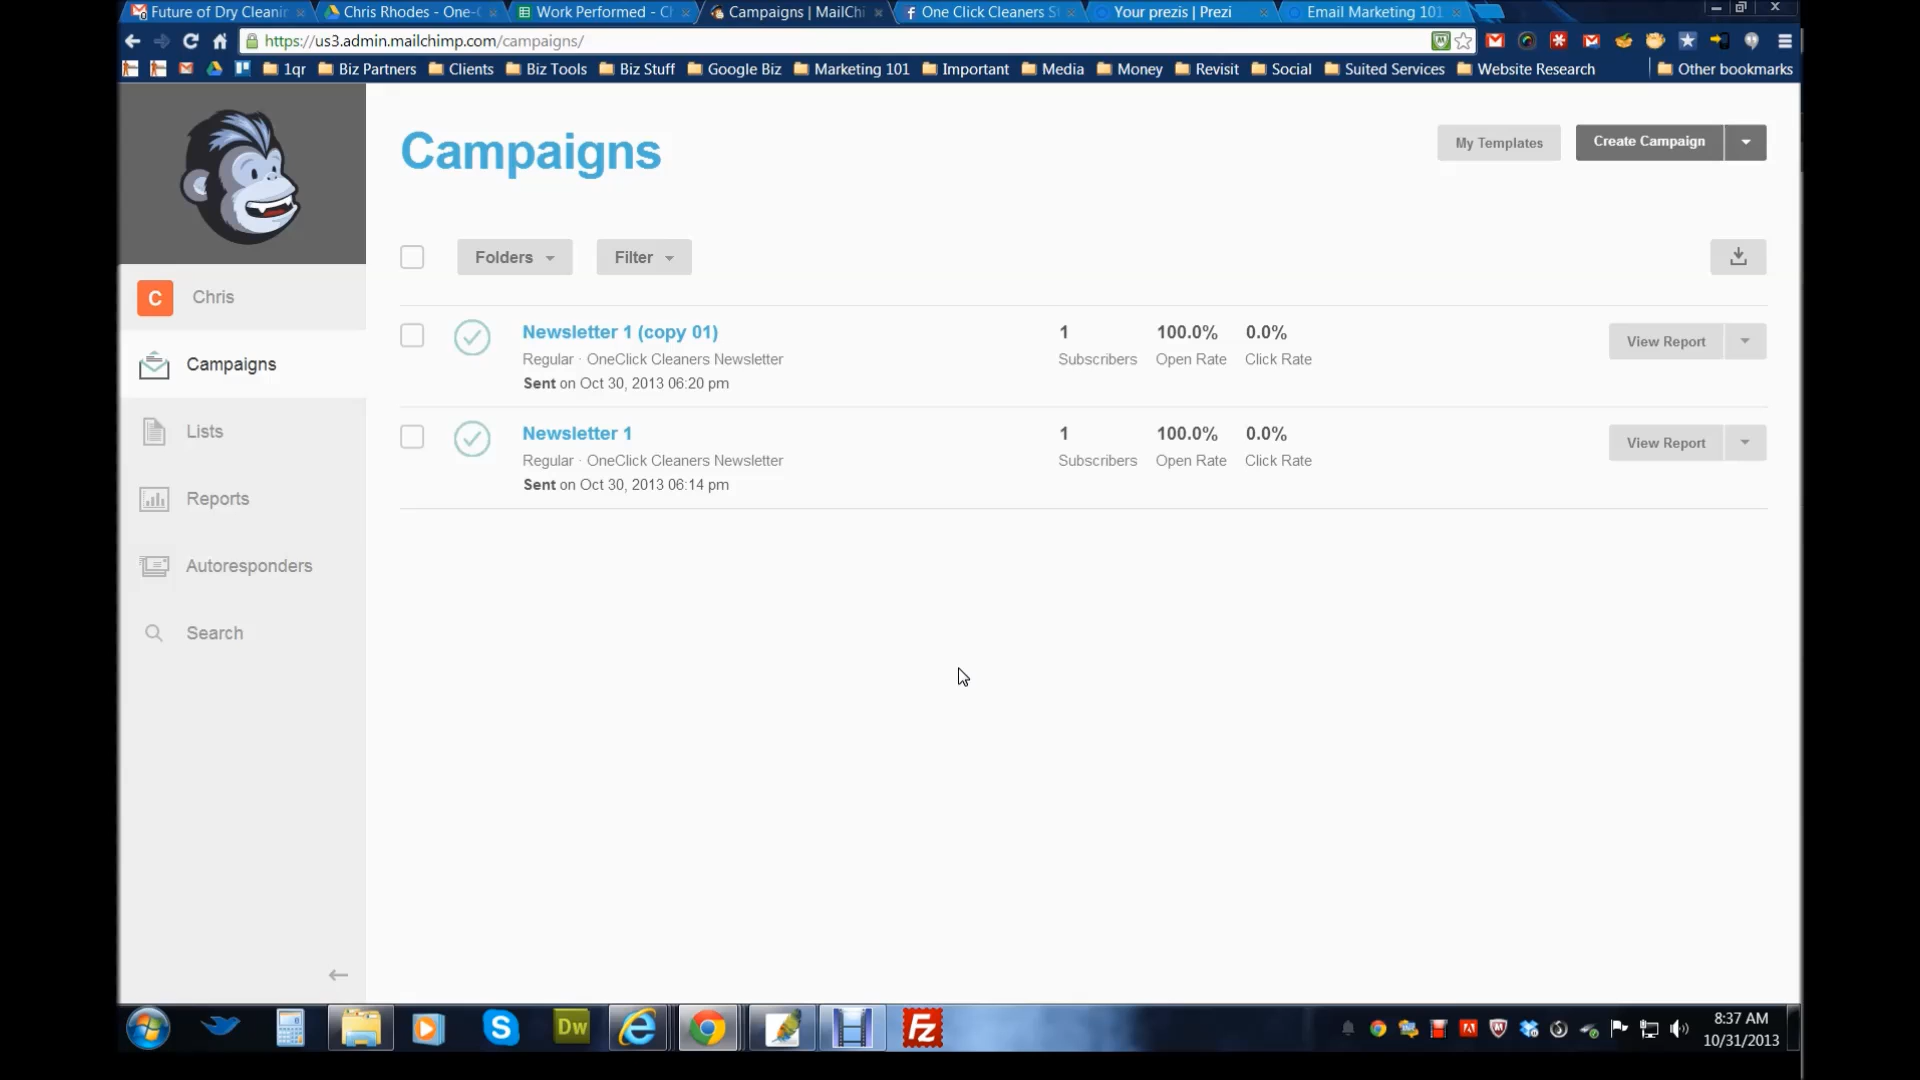 Future of Dry Cleanin
Chris Rhodes - One-C
Work Performed - Ch
Campaigns | MailChi
One Click Cleaners S
Your prezis | Prezi
Email Marketing 101
https://us3.admin.mailchimp.com/campaigns/
1qr Biz Partners Clients Biz Tools Biz Stuff Google Biz Marketing 101 Important Media Money Revisit Social Suited Services Website Research Other bookmarks
Campaigns
My Templates
Create Campaign
Folders
Filter
C Chris
Campaigns
Lists
Reports
Autoresponders
Search
Newsletter 1 (copy 01)
Regular · OneClick Cleaners Newsletter
Sent on Oct 30, 2013 06:20 pm
1 100.0% 0.0%
Subscribers Open Rate Click Rate
View Report
Newsletter 1
Regular · OneClick Cleaners Newsletter
Sent on Oct 30, 2013 06:14 pm
1 100.0% 0.0%
Subscribers Open Rate Click Rate
View Report
Dw
Fz
8:37 AM
10/31/2013